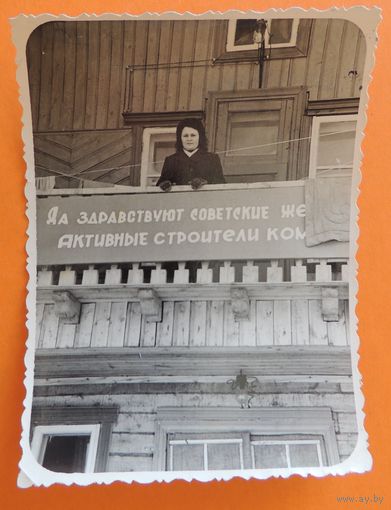 Да здравствуют советские же
активные строители ком
www.ay.by